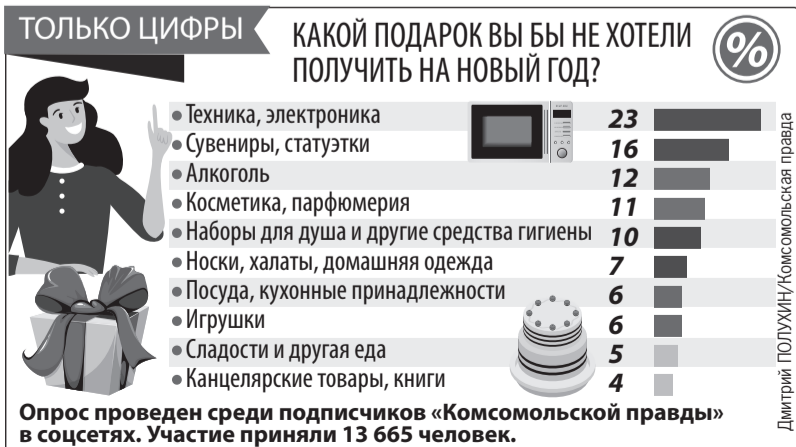 ТОЛЬКО ЦИФРЫ
КАКОЙ ПОДАРОК ВЫ БЫ НЕ ХОТЕЛИ
ПОЛУЧИТЬ НА НОВЫЙ ГОД?
%
• Техника, электроника 23
• Сувениры, статуэтки 16
• Алкоголь 12
• Косметика, парфюмерия 11
• Наборы для душа и другие средства гигиены 10
• Носки, халаты, домашняя одежда 7
• Посуда, кухонные принадлежности 6
• Игрушки 6
• Сладости и другая еда 5
• Канцелярские товары, книги 4
Опрос проведен среди подписчиков «Комсомольской правды»
в соцсетях. Участие приняли 13 665 человек.
Дмитрий ПОЛУХИН/Комсомольская правда